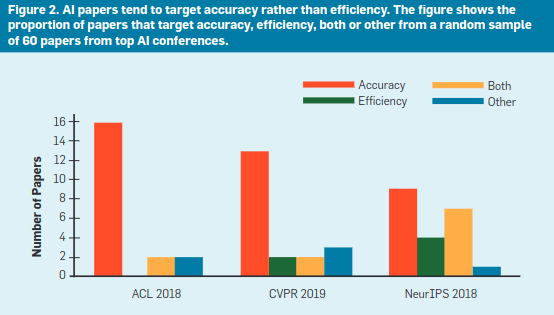 Figure 2. AI papers tend to target accuracy rather than efficiency. The figure shows the
proportion of papers that target accuracy, efficiency, both or other from a random sample
of 60 papers from top AI conferences.
Accuracy
Both
Efficiency
Other
Number of Papers
16
14
12
10
8
6
4
2
0
ACL 2018
CVPR 2019
NeurIPS 2018